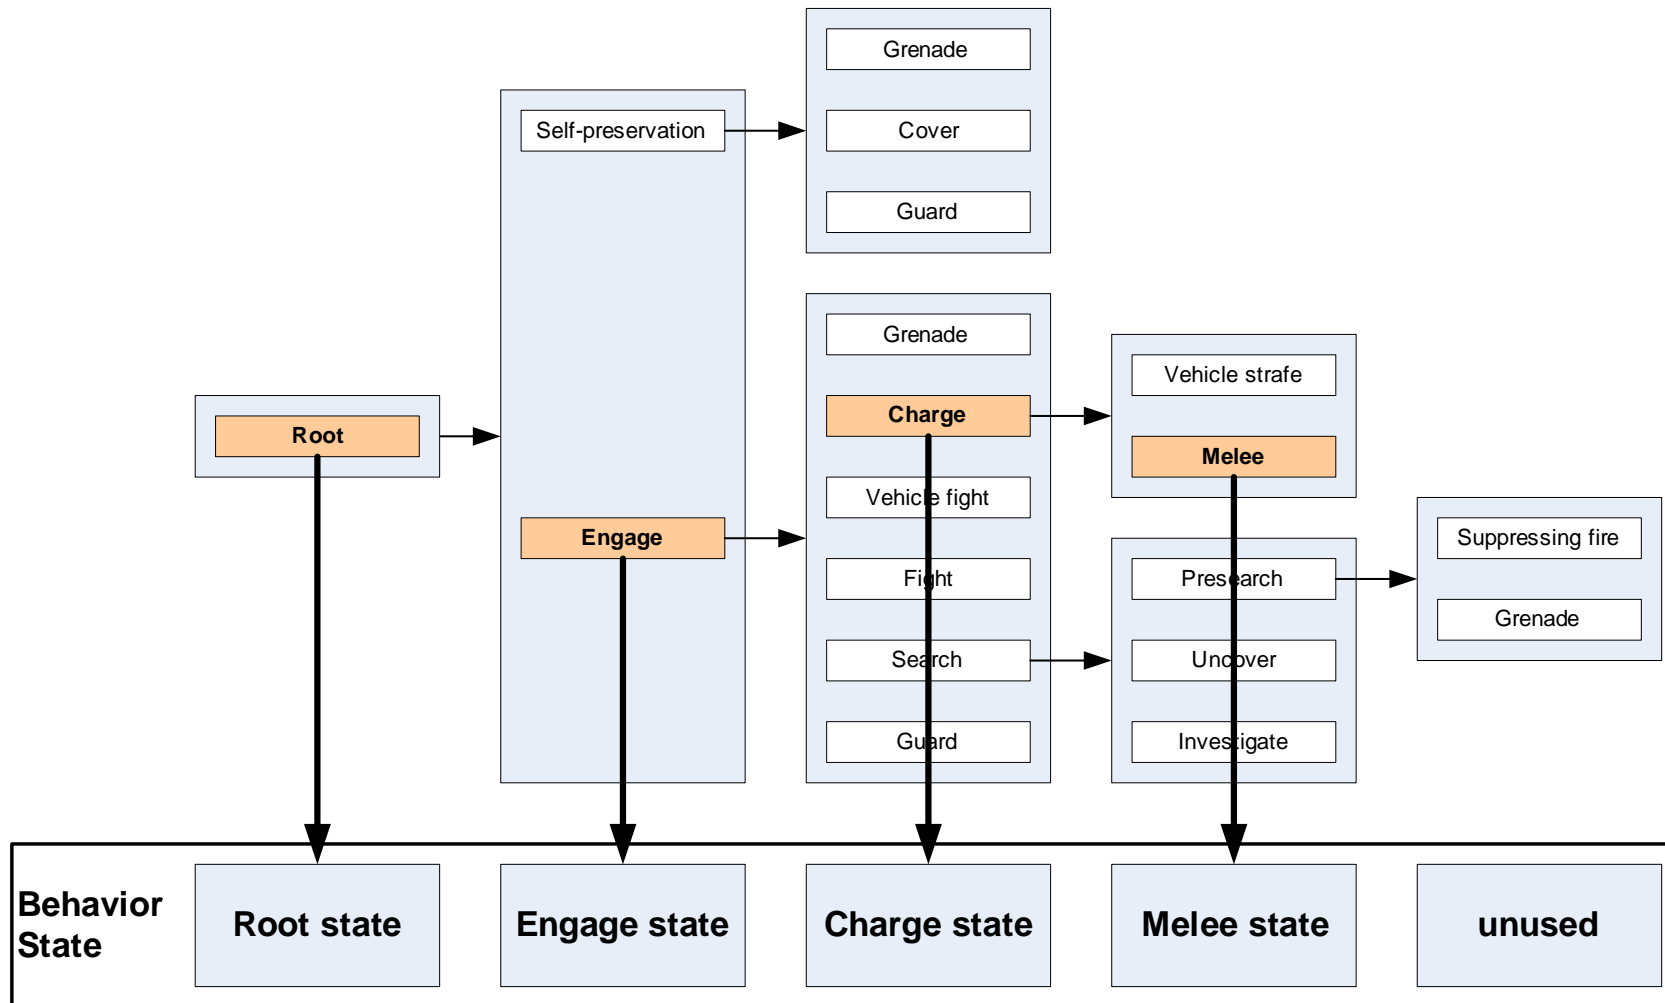 Grenade
Self-preservation
Cover
Guard
Grenade
Vehicle strafe
Root
Charge
Melee
Vehicle fight
Engage
Suppressing fire
Fight
Presearch
Grenade
Search
Uncover
Guard
Investigate
Behavior
State
Root state
Engage state
Charge state
Melee state
unused